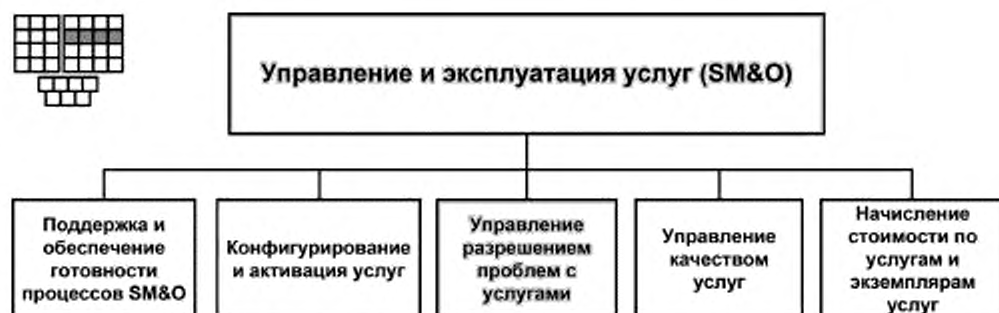 Управление и эксплуатация услуг (SM&O)
Поддержка и
обеспечение
готовности
процессов SM&O
Конфигурирование
и активация услуг
Управление
разрешением
проблем с
услугами
Управление
качеством
услуг
Начисление
стоимости по
услугам и
экземплярам
услуг